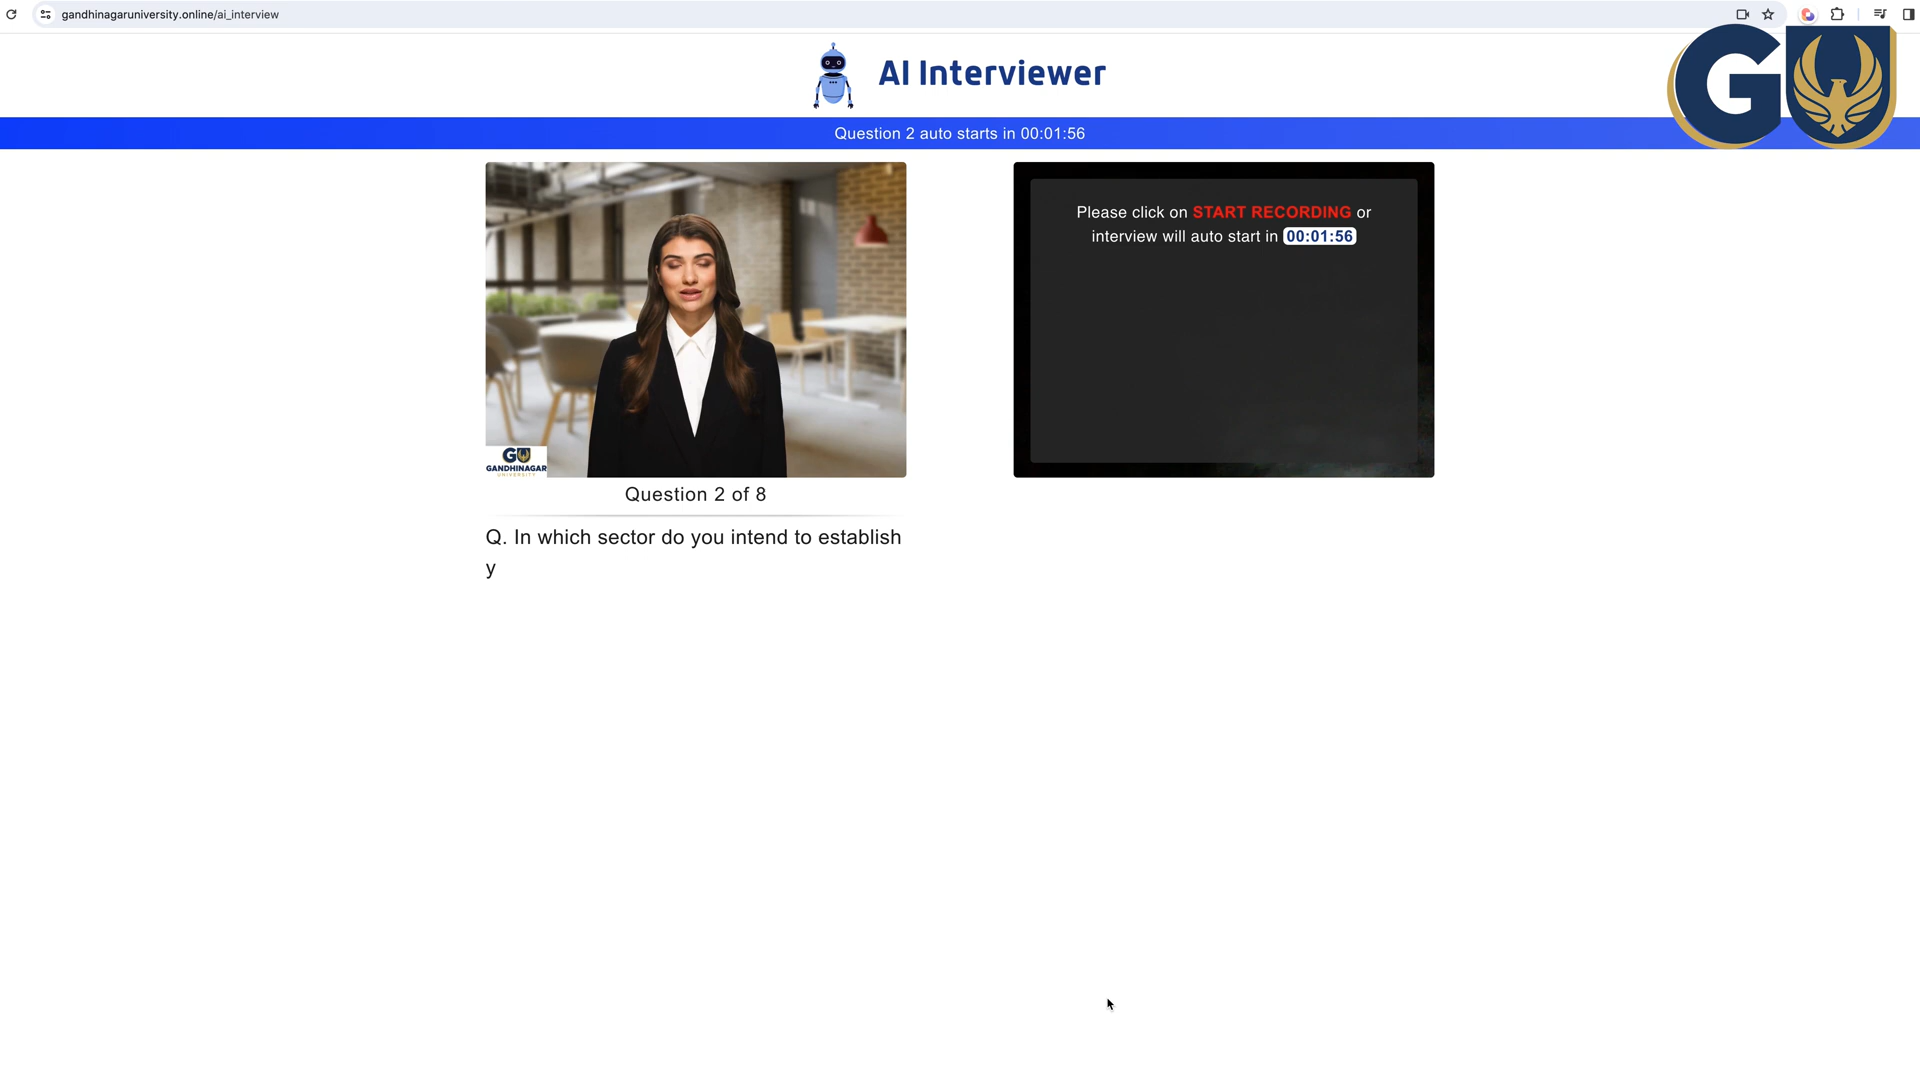 gandhinagaruniversity.online/ai_interview
AI Interviewer
GU
Question 2 auto starts in 00:01:56
Please click on START RECORDING or
interview will auto start in 00:01:56
GU
GANDHINAGAR
UNIVERSITY
Question 2 of 8
Q. In which sector do you intend to establish
y